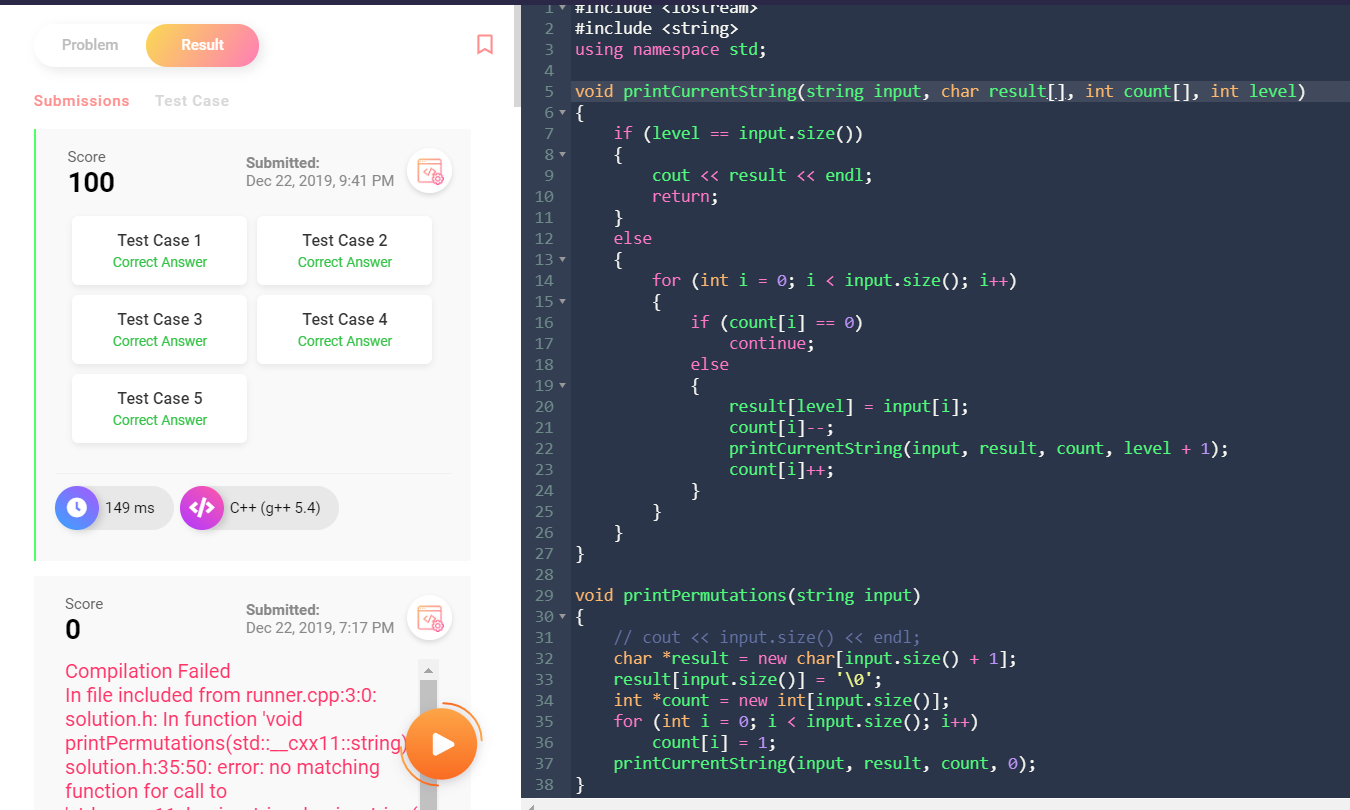 Problem
Result
Submissions
Test Case
Score
100
Submitted:
Dec 22, 2019, 9:41 PM
Test Case 1
Correct Answer
Test Case 2
Correct Answer
Test Case 3
Correct Answer
Test Case 4
Correct Answer
Test Case 5
Correct Answer
149 ms
C++ (g++ 5.4)
Score
0
Submitted:
Dec 22, 2019, 7:17 PM
Compilation Failed
In file included from runner.cpp:3:0:
solution.h: In function 'void
printPermutations(std::__cxx11::string)
solution.h:35:50: error: no matching
function for call to
1 #include <iostream>
2 #include <string>
3 using namespace std;
4
5 void printCurrentString(string input, char result[], int count[], int level)
6 {
7     if (level == input.size())
8     {
9         cout << result << endl;
10         return;
11     }
12     else
13     {
14         for (int i = 0; i < input.size(); i++)
15         {
16             if (count[i] == 0)
17                 continue;
18             else
19             {
20                 result[level] = input[i];
21                 count[i]--;
22                 printCurrentString(input, result, count, level + 1);
23                 count[i]++;
24             }
25         }
26     }
27 }
28
29 void printPermutations(string input)
30 {
31     // cout << input.size() << endl;
32     char *result = new char[input.size() + 1];
33     result[input.size()] = '\0';
34     int *count = new int[input.size()];
35     for (int i = 0; i < input.size(); i++)
36         count[i] = 1;
37     printCurrentString(input, result, count, 0);
38 }